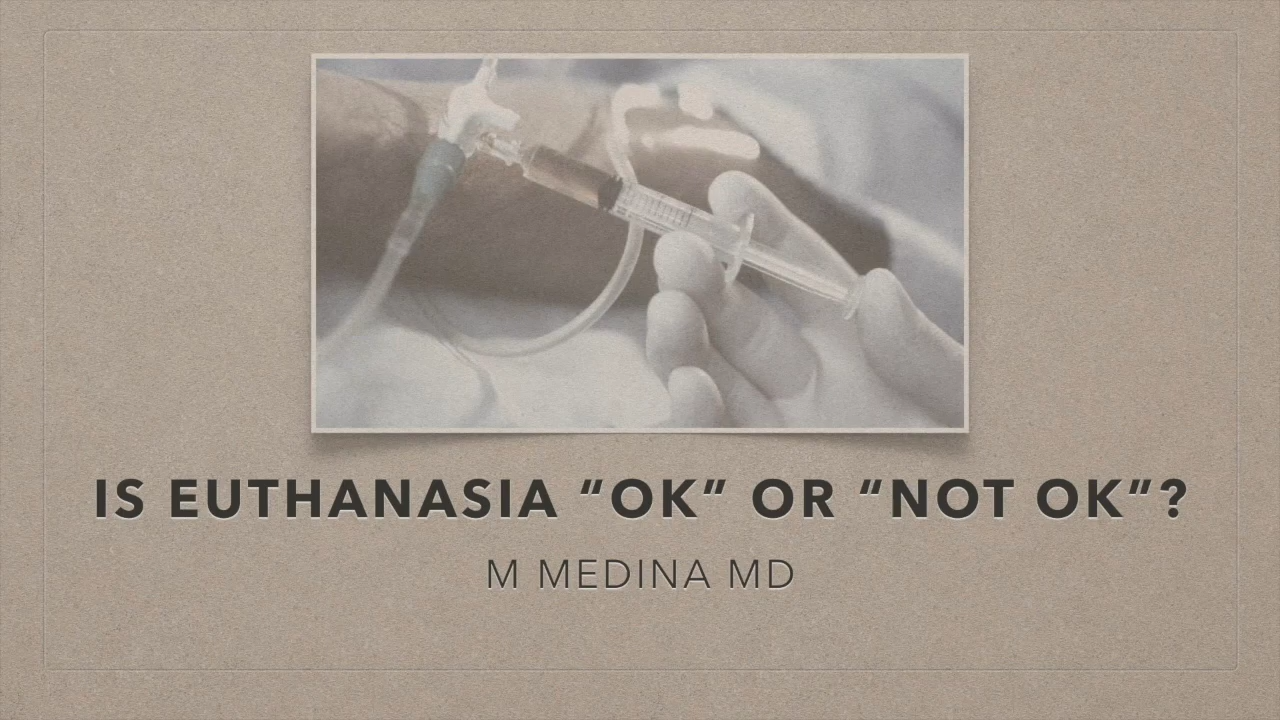 IS EUTHANASIA “OK” OR “NOT OK”?
M MEDINA MD